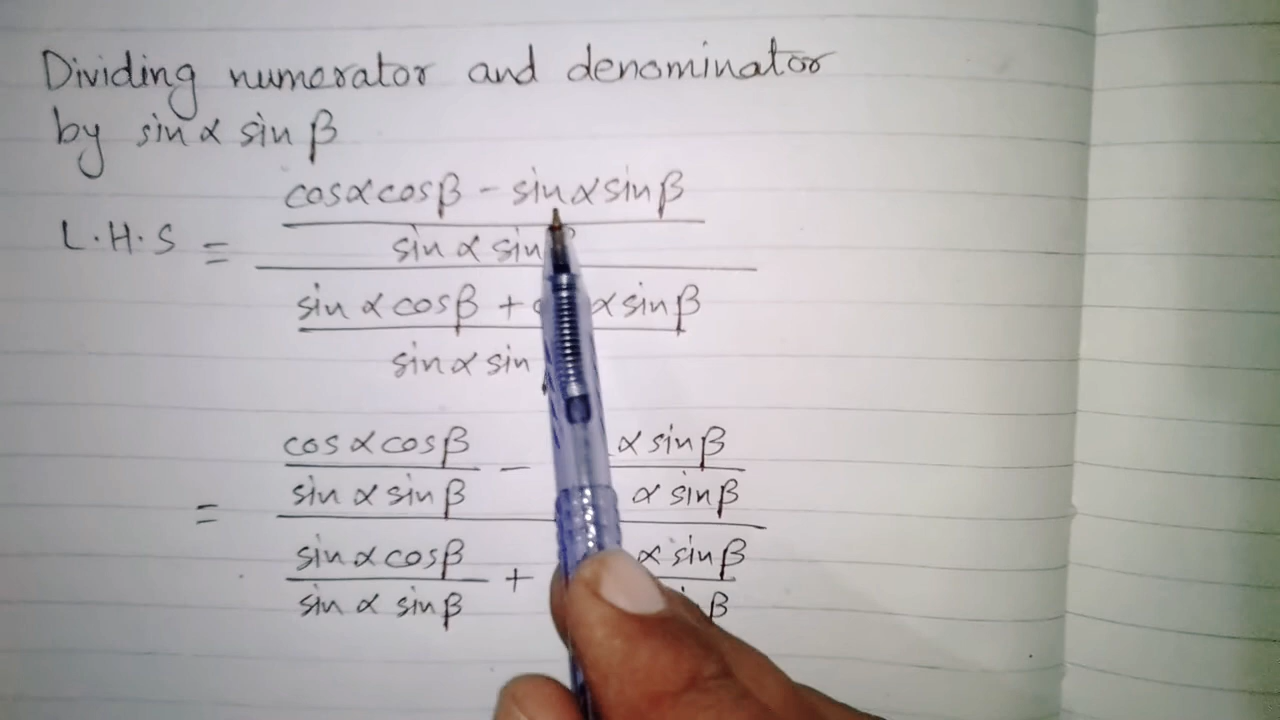 Dividing numerator and denominator
by sin α sin β
cos α cos β - sin α sin β
L.H.S =
sin α sin
sin α cos β + α sin β
sin α sin
cos α cos β - α sin β
sin α sin β α sin β
=
sin α cos β + α sin β
sin α sin β β